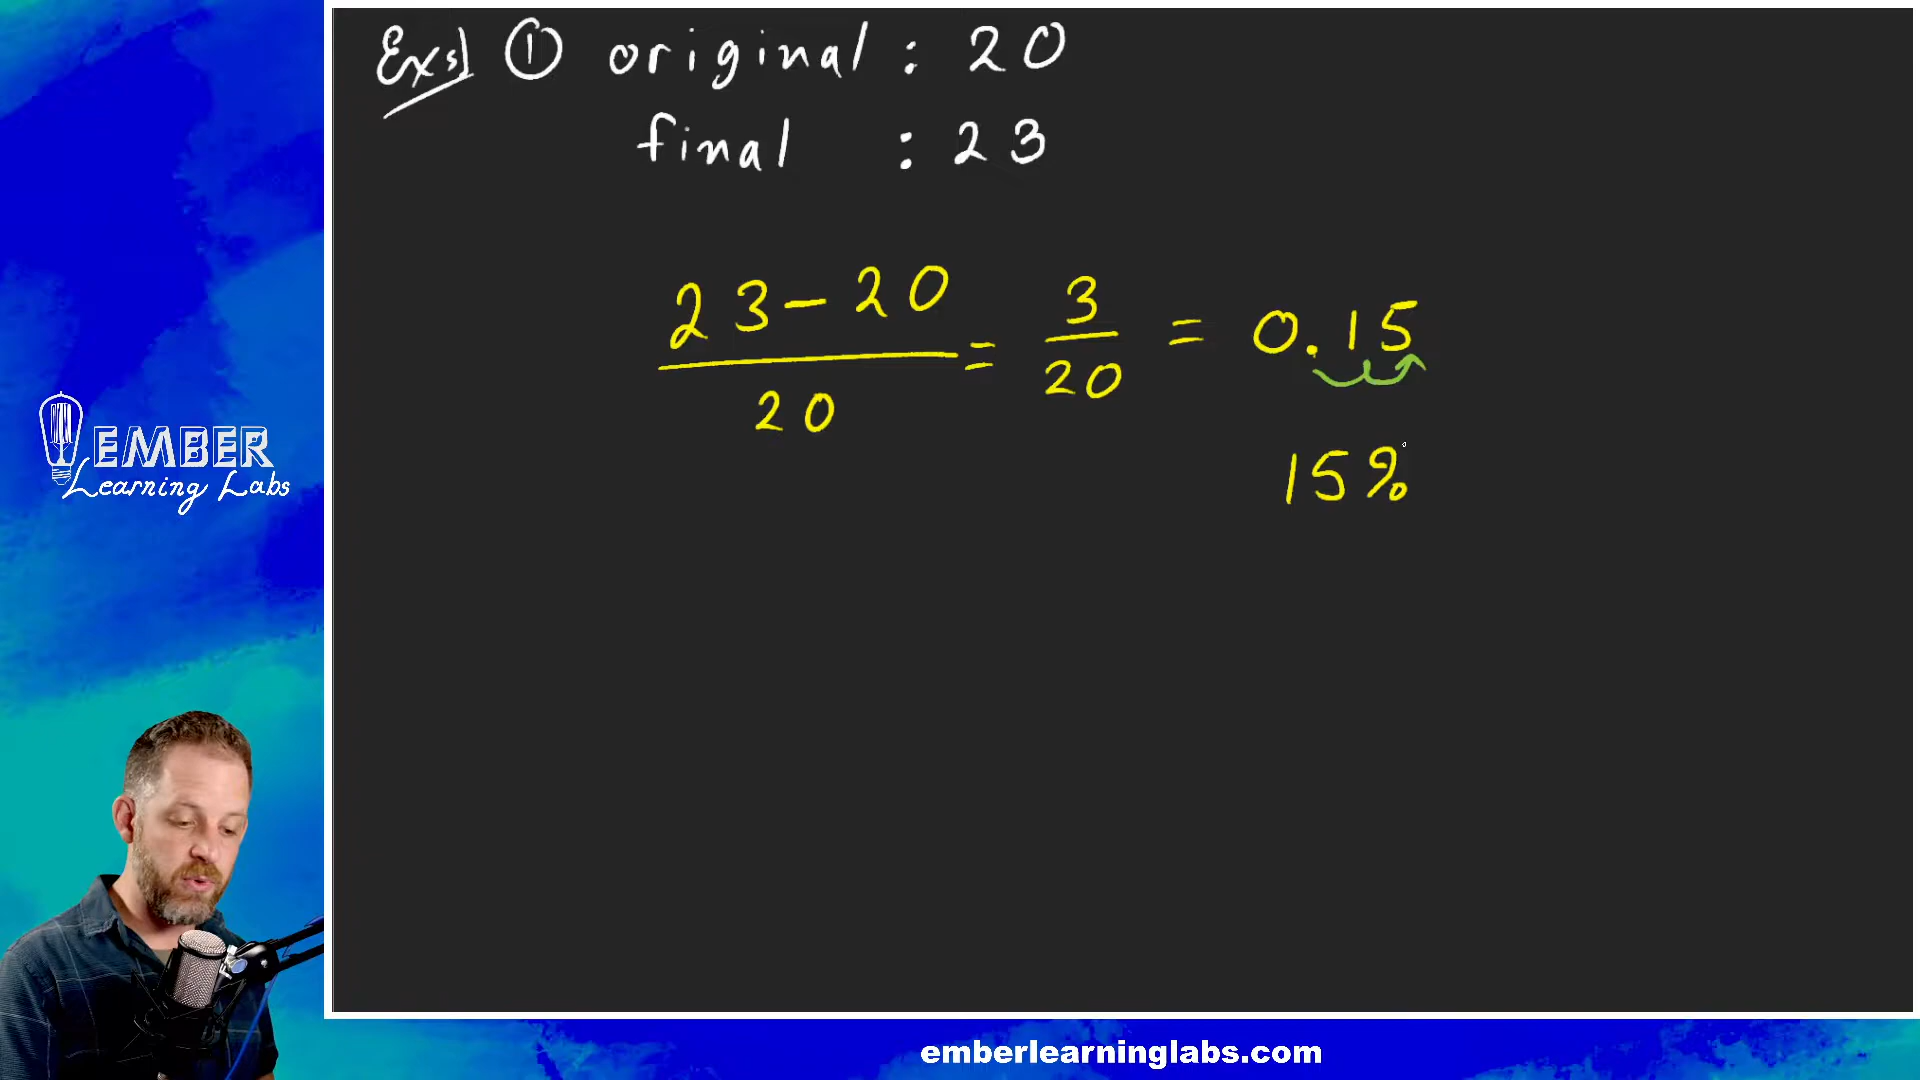 Exs) ① original : 20
final : 23
23-20/20 = 3/20 = 0.15
15%
EMBER
Learning Labs
emberlearninglabs.com